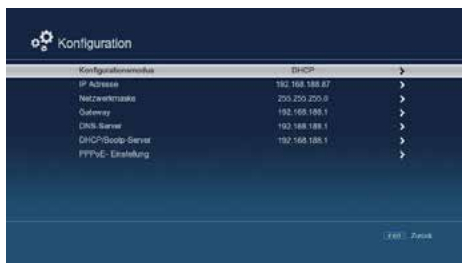 Konfiguration
Konfigurationsmodus DHCP
IP Adresse 192.168.188.87
Netzwerkmaske 255.255.255.0
Gateway 192.168.188.1
DNS-Server 192.168.188.1
DHCP/Bootp-Server 192.168.188.1
PPPoE- Einstellung
EXIT Zurück